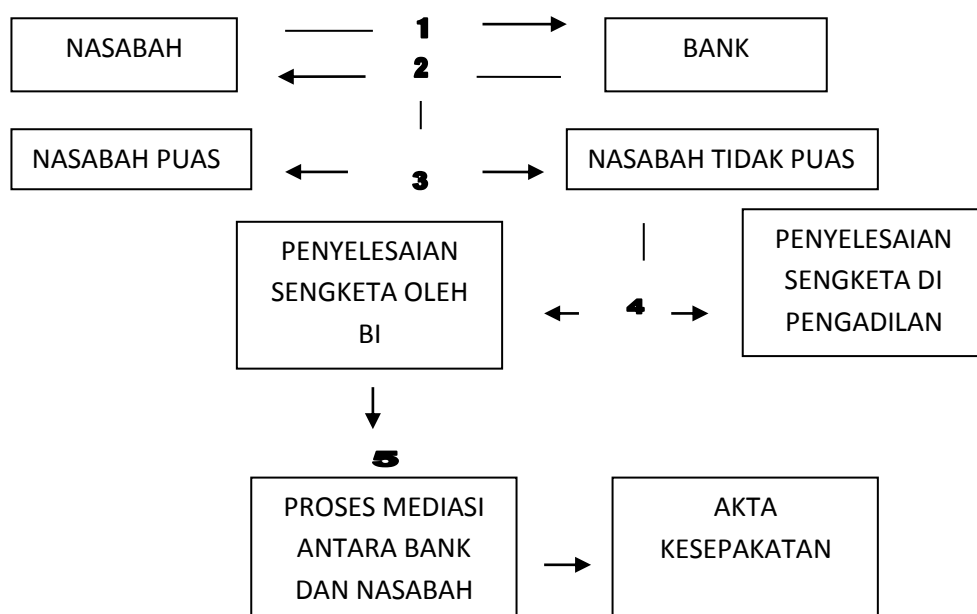 NASABAH
1
BANK
2
NASABAH PUAS
3
NASABAH TIDAK PUAS
PENYELESAIAN
SENGKETA OLEH
BI
4
PENYELESAIAN
SENGKETA DI
PENGADILAN
5
PROSES MEDIASI
ANTARA BANK
DAN NASABAH
AKTA
KESEPAKATAN